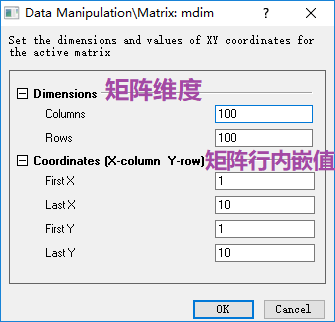 Data Manipulation\Matrix: mdim
Set the dimensions and values of XY coordinates for
the active matrix
Dimensions 矩阵维度
Columns 100
Rows 100
Coordinates (X-column Y-row) 矩阵行内嵌值
First X 1
Last X 10
First Y 1
Last Y 10
OK Cancel